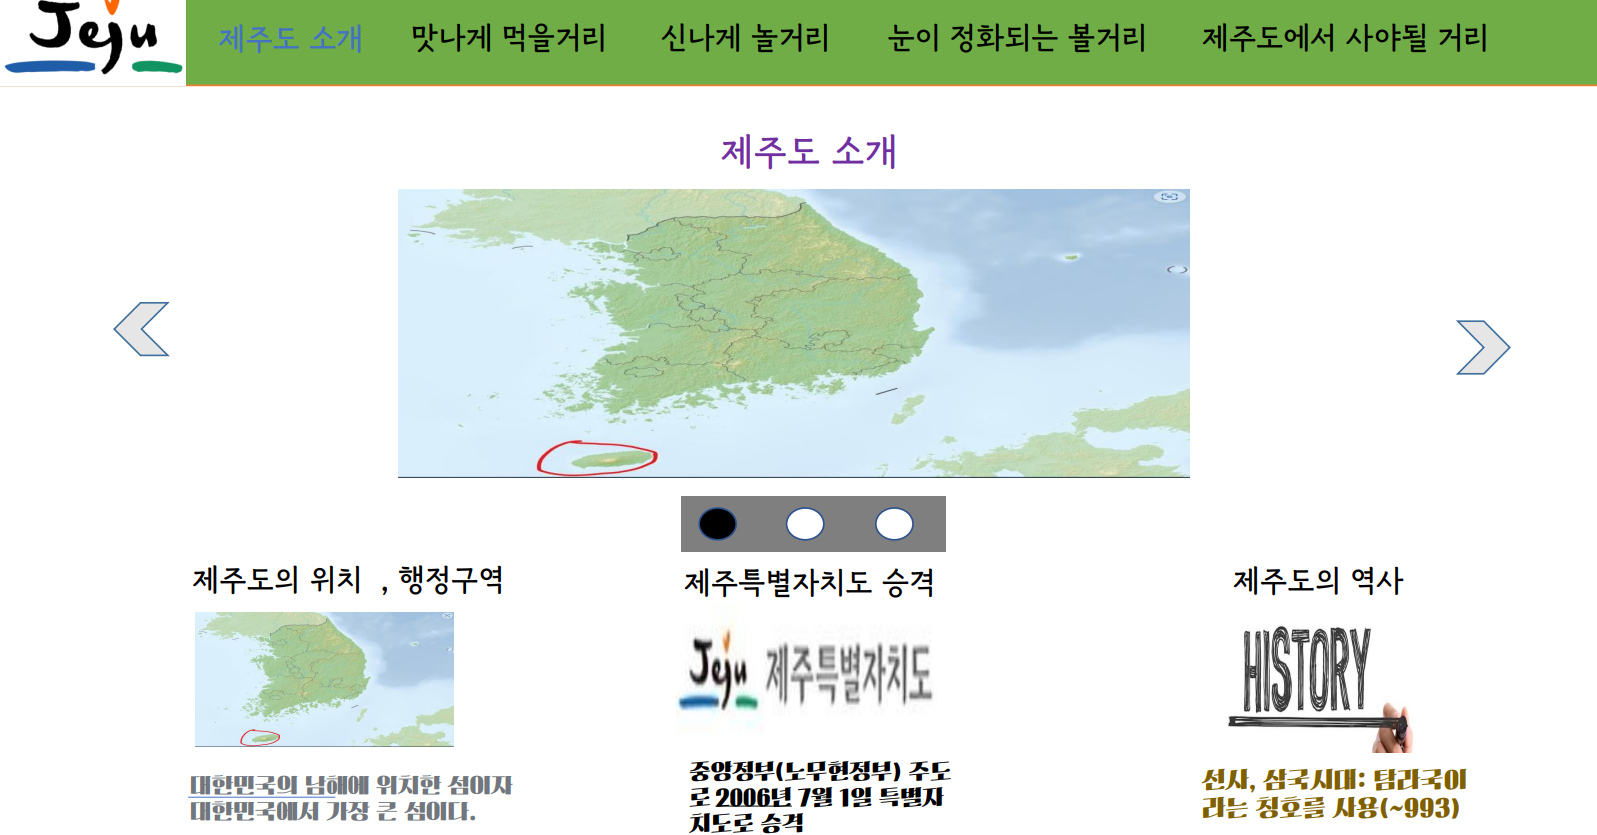 Jeju
제주도 소개 맛나게 먹을거리 신나게 놀거리 눈이 정화되는 볼거리 제주도에서 사야될 거리
제주도 소개
제주도의 위치 , 행정구역
제주특별자치도 승격
제주도의 역사
Jeju 제주특별자치도
HISTORY
대한민국의 남해에 위치한 섬이자
대한민국에서 가장 큰 섬이다.
중앙정부(노무현정부) 주도
로 2006년 7월 1일 특별자
치도로 승격
선사, 삼국시대: 탐라국이
라는 칭호를 사용(~993)